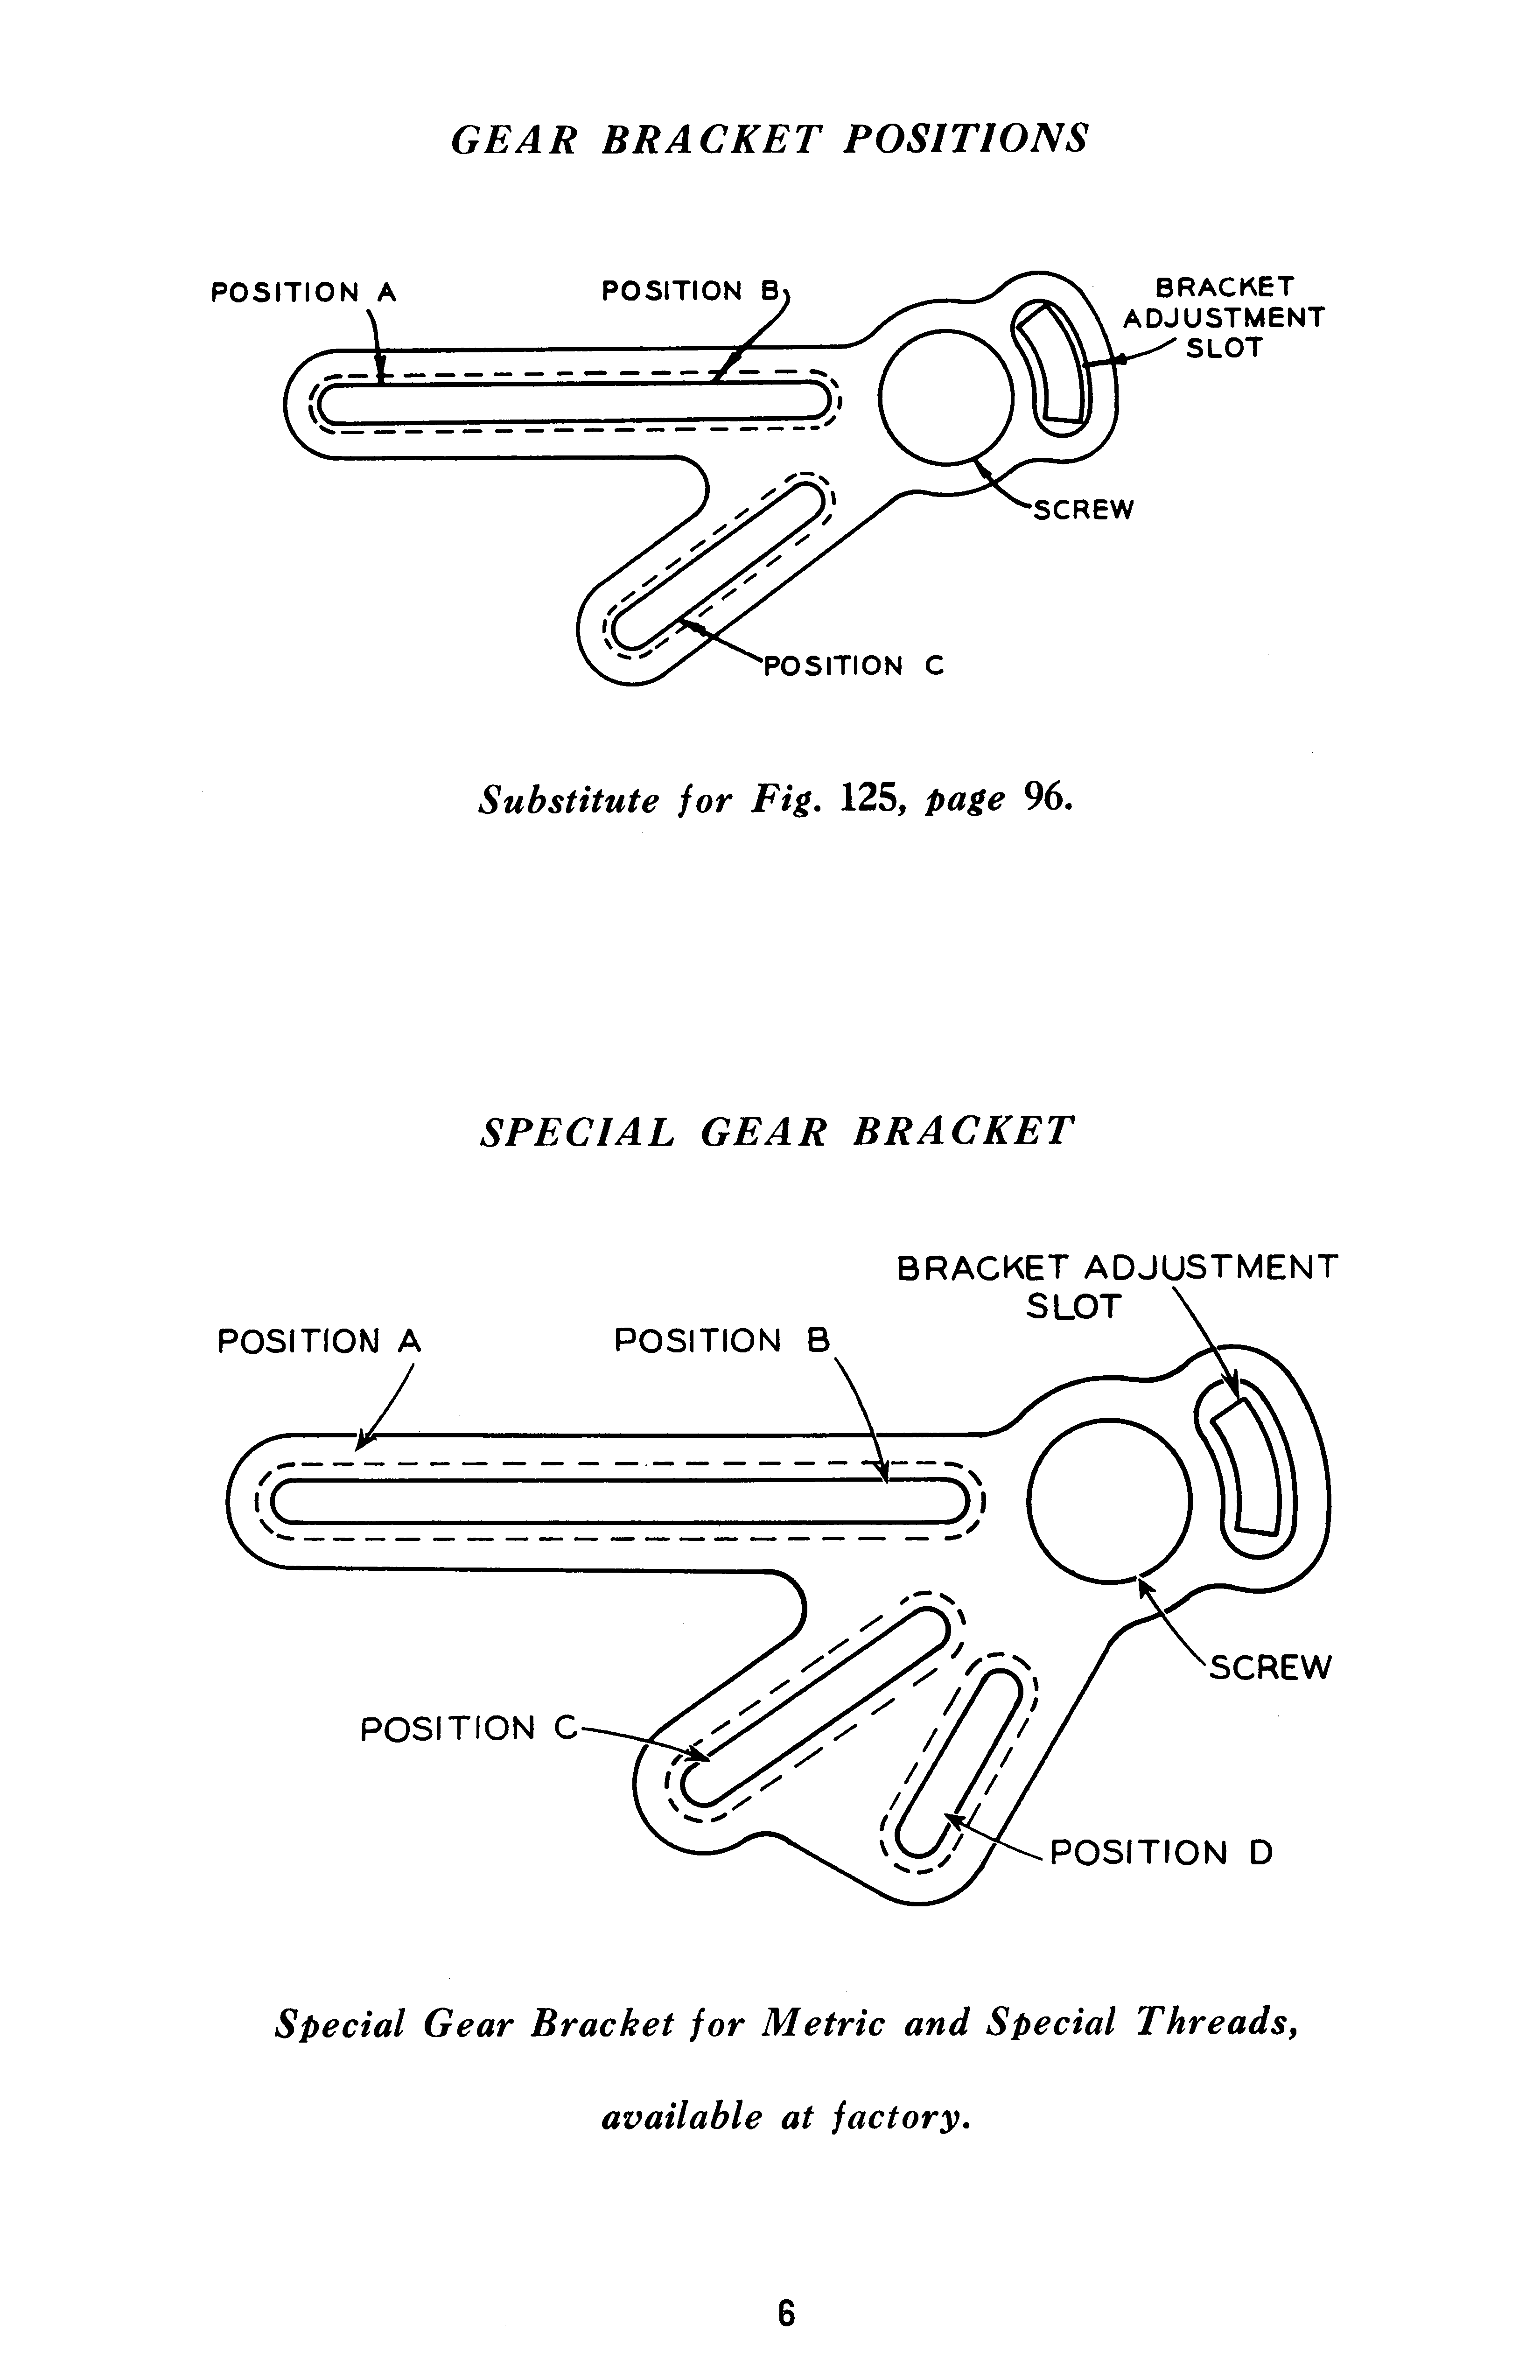 GEAR BRACKET POSITIONS
POSITION A
POSITION B
BRACKET
ADJUSTMENT
SLOT
SCREW
POSITION C
Substitute for Fig. 125, page 96.
SPECIAL GEAR BRACKET
BRACKET ADJUSTMENT
SLOT
POSITION A
POSITION B
SCREW
POSITION C
POSITION D
Special Gear Bracket for Metric and Special Threads,
available at factory.
6